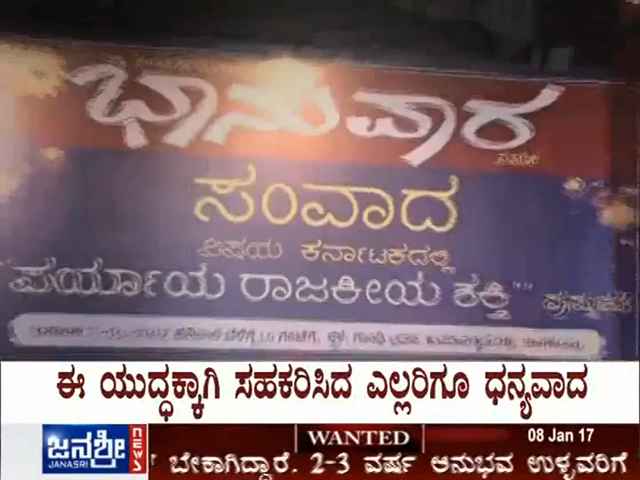 ಭಾನುವಾರ
ಸಂವಾದ
ವಿಷಯ ಕರ್ನಾಟಕದಲ್ಲಿ
"ಪರ್ಯಾಯ ರಾಜಕೀಯ ಶಕ್ತಿ"
ಈ ಯುದ್ಧಕ್ಕಾಗಿ ಸಹಕರಿಸಿದ ಎಲ್ಲರಿಗೂ ಧನ್ಯವಾದ
ಜನಶ್ರೀ NEWS WANTED 08 Jan 17
JANASRI ಬೇಕಾಗಿದ್ದಾರೆ. 2-3 ವರ್ಷ ಅನುಭವ ಉಳ್ಳವರಿಗೆ